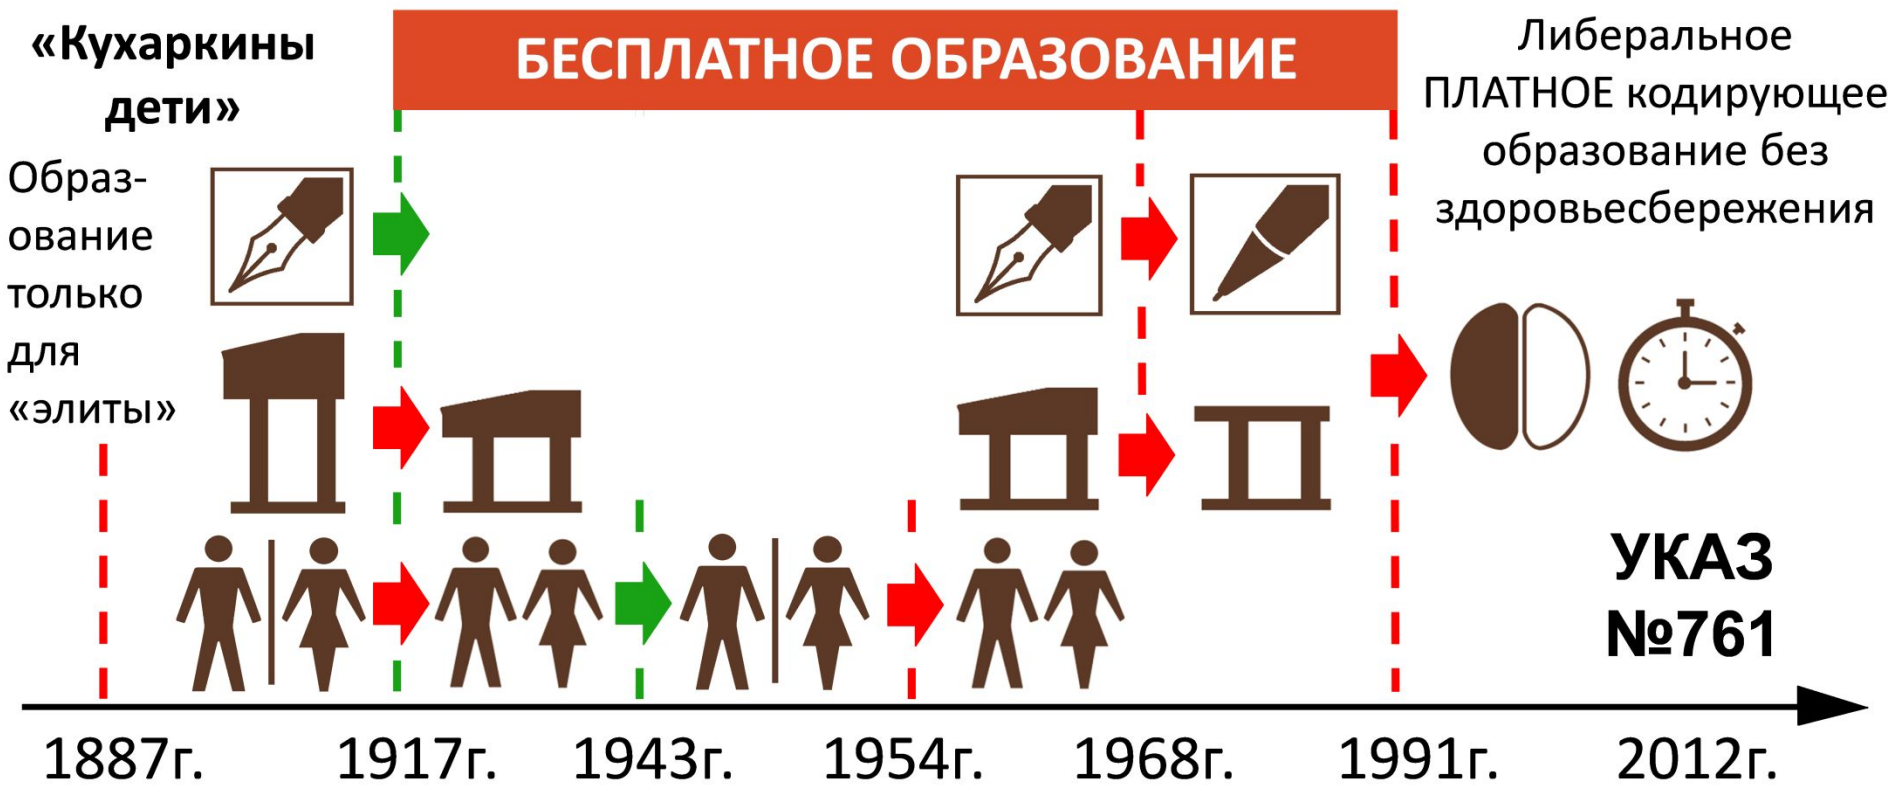 «Кухаркины
дети»
Образ-
ование
только
для
«элиты»
БЕСПЛАТНОЕ ОБРАЗОВАНИЕ
Либеральное
ПЛАТНОЕ кодирующее
образование без
здоровьесбережения
УКАЗ
№761
1887г.
1917г.
1943г.
1954г.
1968г.
1991г.
2012г.